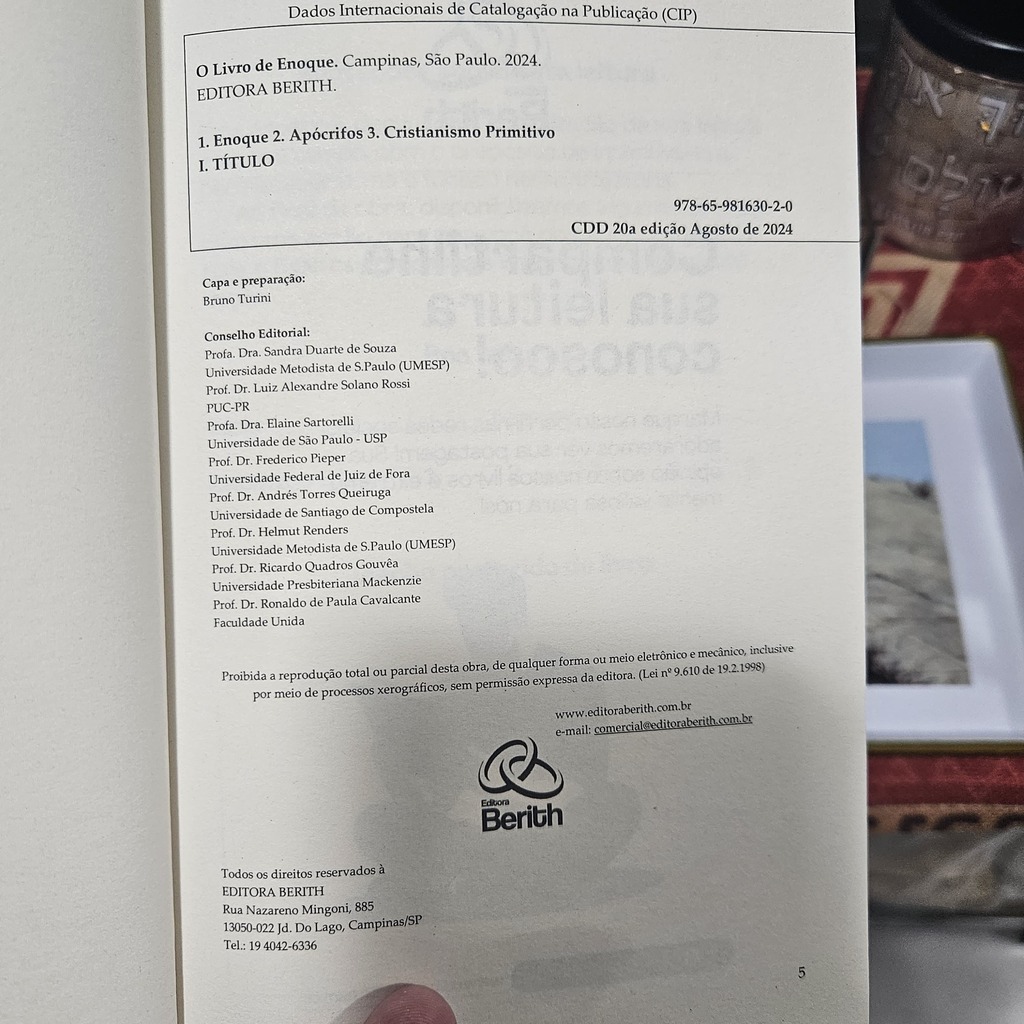 Dados Internacionais de Catalogação na Publicação (CIP)
O Livro de Enoque. Campinas, São Paulo. 2024.
EDITORA BERITH.
1. Enoque 2. Apócrifos 3. Cristianismo Primitivo
I. TÍTULO
978-65-981630-2-0
CDD 20a edição Agosto de 2024
Capa e preparação:
Bruno Turini
Conselho Editorial:
Profa. Dra. Sandra Duarte de Souza
Universidade Metodista de S.Paulo (UMESP)
Prof. Dr. Luiz Alexandre Solano Rossi
PUC-PR
Profa. Dra. Elaine Sartorelli
Universidade de São Paulo - USP
Prof. Dr. Frederico Pieper
Universidade Federal de Juiz de Fora
Prof. Dr. Andrés Torres Queiruga
Universidade de Santiago de Compostela
Prof. Dr. Helmut Renders
Universidade Metodista de S.Paulo (UMESP)
Prof. Dr. Ricardo Quadros Gouvêa
Universidade Presbiteriana Mackenzie
Prof. Dr. Ronaldo de Paula Cavalcante
Faculdade Unida
Proibida a reprodução total ou parcial desta obra, de qualquer forma ou meio eletrônico e mecânico, inclusive
por meio de processos xerográficos, sem permissão expressa da editora. (Lei nº 9.610 de 19.2.1998)
www.editoraberith.com.br
e-mail: comercial@editoraberith.com.br
Editora
Berith
Todos os direitos reservados à
EDITORA BERITH
Rua Nazareno Mingoni, 885
13050-022 Jd. Do Lago, Campinas/SP
Tel.: 19 4042-6336
5